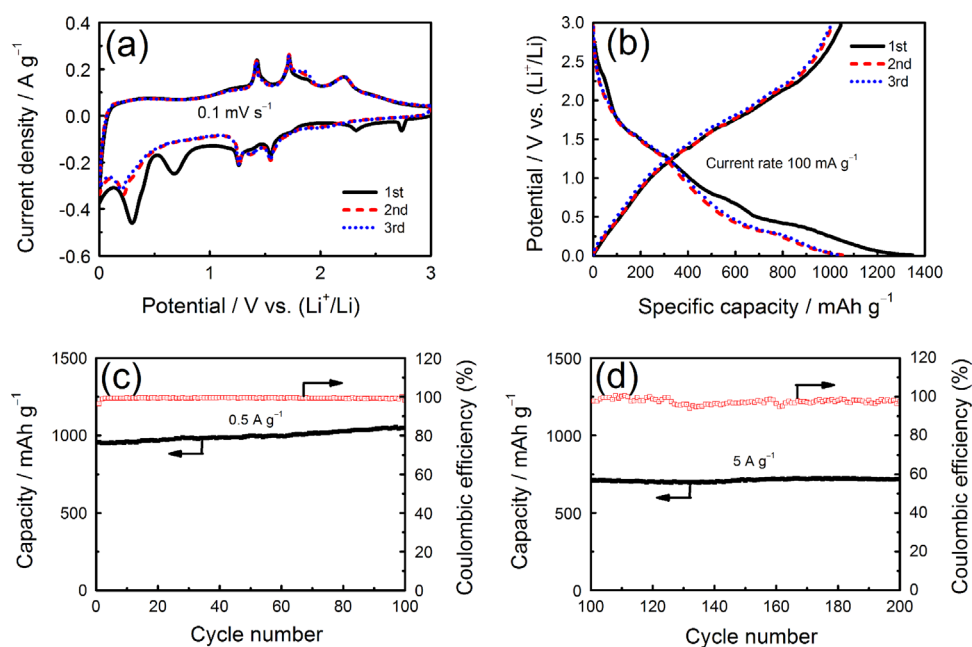 (a)
0.4
0.2
0.0
-0.2
-0.4
-0.6
Current density / A g⁻¹
0.1 mV s⁻¹
1st
2nd
3rd
0
1
2
3
Potential / V vs. (Li⁺/Li)
(b)
3.0
2.5
2.0
1.5
1.0
0.5
0.0
Potential / V vs. (Li⁺/Li)
1st
2nd
3rd
Current rate 100 mA g⁻¹
0
200
400
600
800
1000
1200
1400
Specific capacity / mAh g⁻¹
(c)
1500
1250
1000
750
500
250
0
Capacity / mAh g⁻¹
0.5 A g⁻¹
120
100
80
60
40
20
0
Coulombic efficiency (%)
0
20
40
60
80
100
Cycle number
(d)
1500
1250
1000
750
500
250
0
Capacity / mAh g⁻¹
5 A g⁻¹
120
100
80
60
40
20
0
Coulombic efficiency (%)
100
120
140
160
180
200
Cycle number